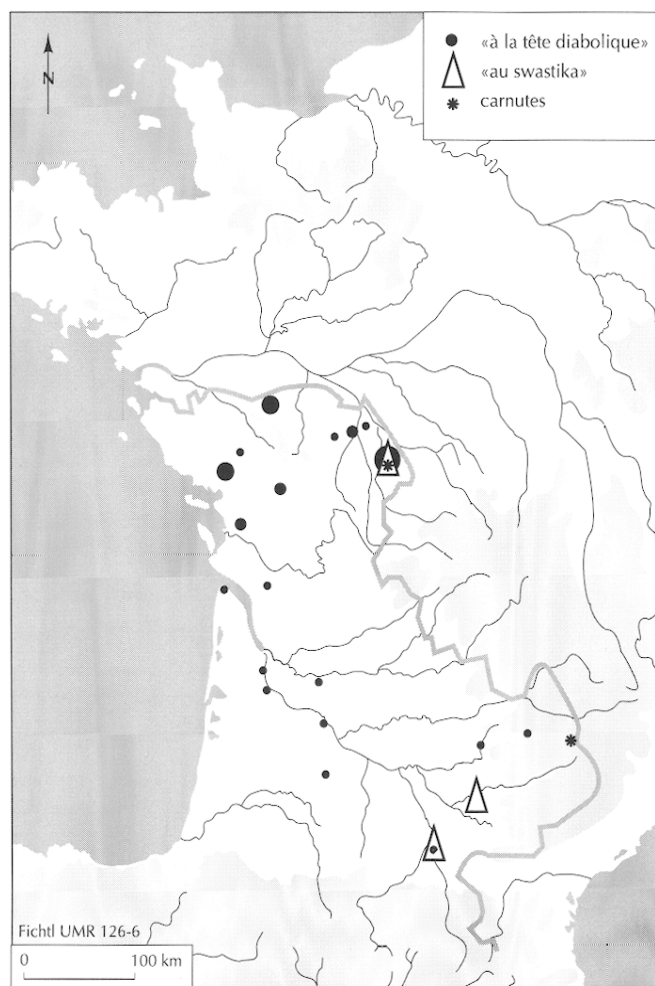 «à la tête diabolique»
«au swastika»
carnutes
N
Fichtl UMR 126-6
0 100 km